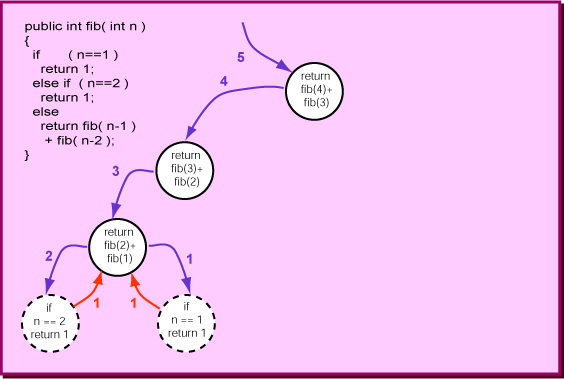 public int fib( int n )
{
if ( n==1 )
return 1;
else if ( n==2 )
return 1;
else
return fib( n-1 )
+ fib( n-2 );
}
5
return
fib(4)+
fib(3)
4
return
fib(3)+
fib(2)
3
return
fib(2)+
fib(1)
2
1
1
1
if
n == 2
return 1
if
n == 1
return 1